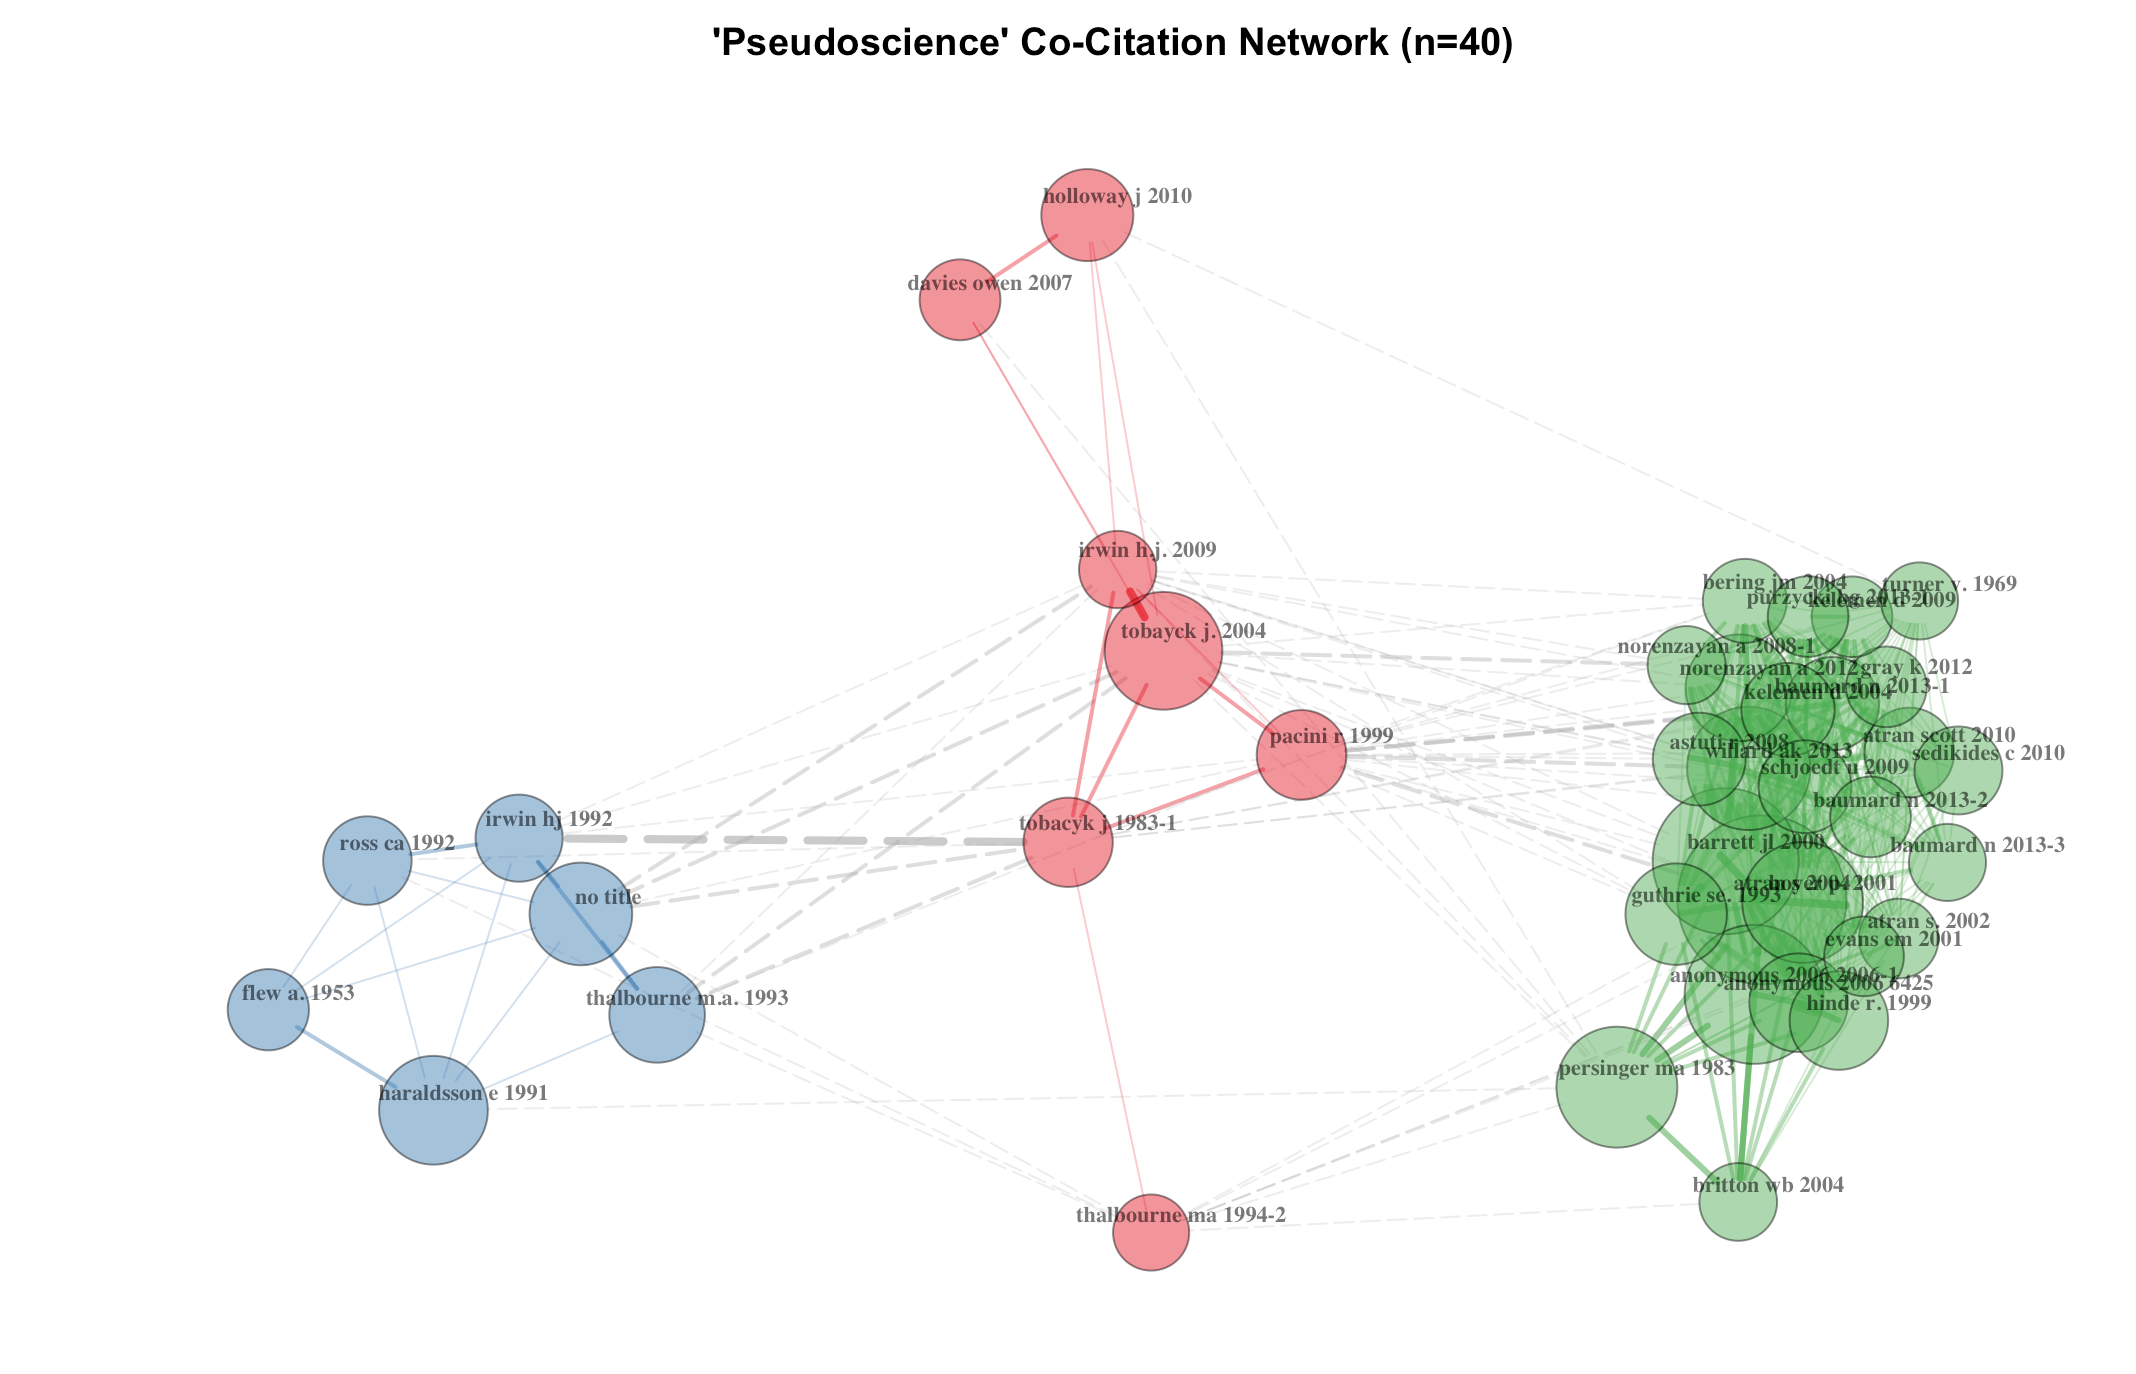 'Pseudoscience' Co-Citation Network (n=40)
holloway j 2010
davies owen 2007
irwin h.j. 2009
tobayck j. 2004
pacini r 1999
tobacyk j. 1983-1
thalbourne ma 1994-2
irwin hj 1992
ross ca 1992
no title
flew a. 1953
thalbourne m.a. 1993
haraldsson e 1991
bering jm 2004
turner v. 1969
purzycki bg 2013-1
kelemen d 2009
norenzayan a 2008-1
norenzayan a 2012
gray k 2012
baumard n 2013-1
kelemen d 2004
atran scott 2010
astuti r 2008
willard ak 2013
sedikides c 2010
schjoedt u 2009
baumard n 2013-2
barrett jl 2000
baumard n 2013-3
atran s 2004
boyer p. 2001
guthrie se. 1993
atran s. 2002
evans em 2001
anonymous 2006 2006-1
anonymous 2006 6425
hinde r. 1999
persinger ma 1983
britton wb 2004